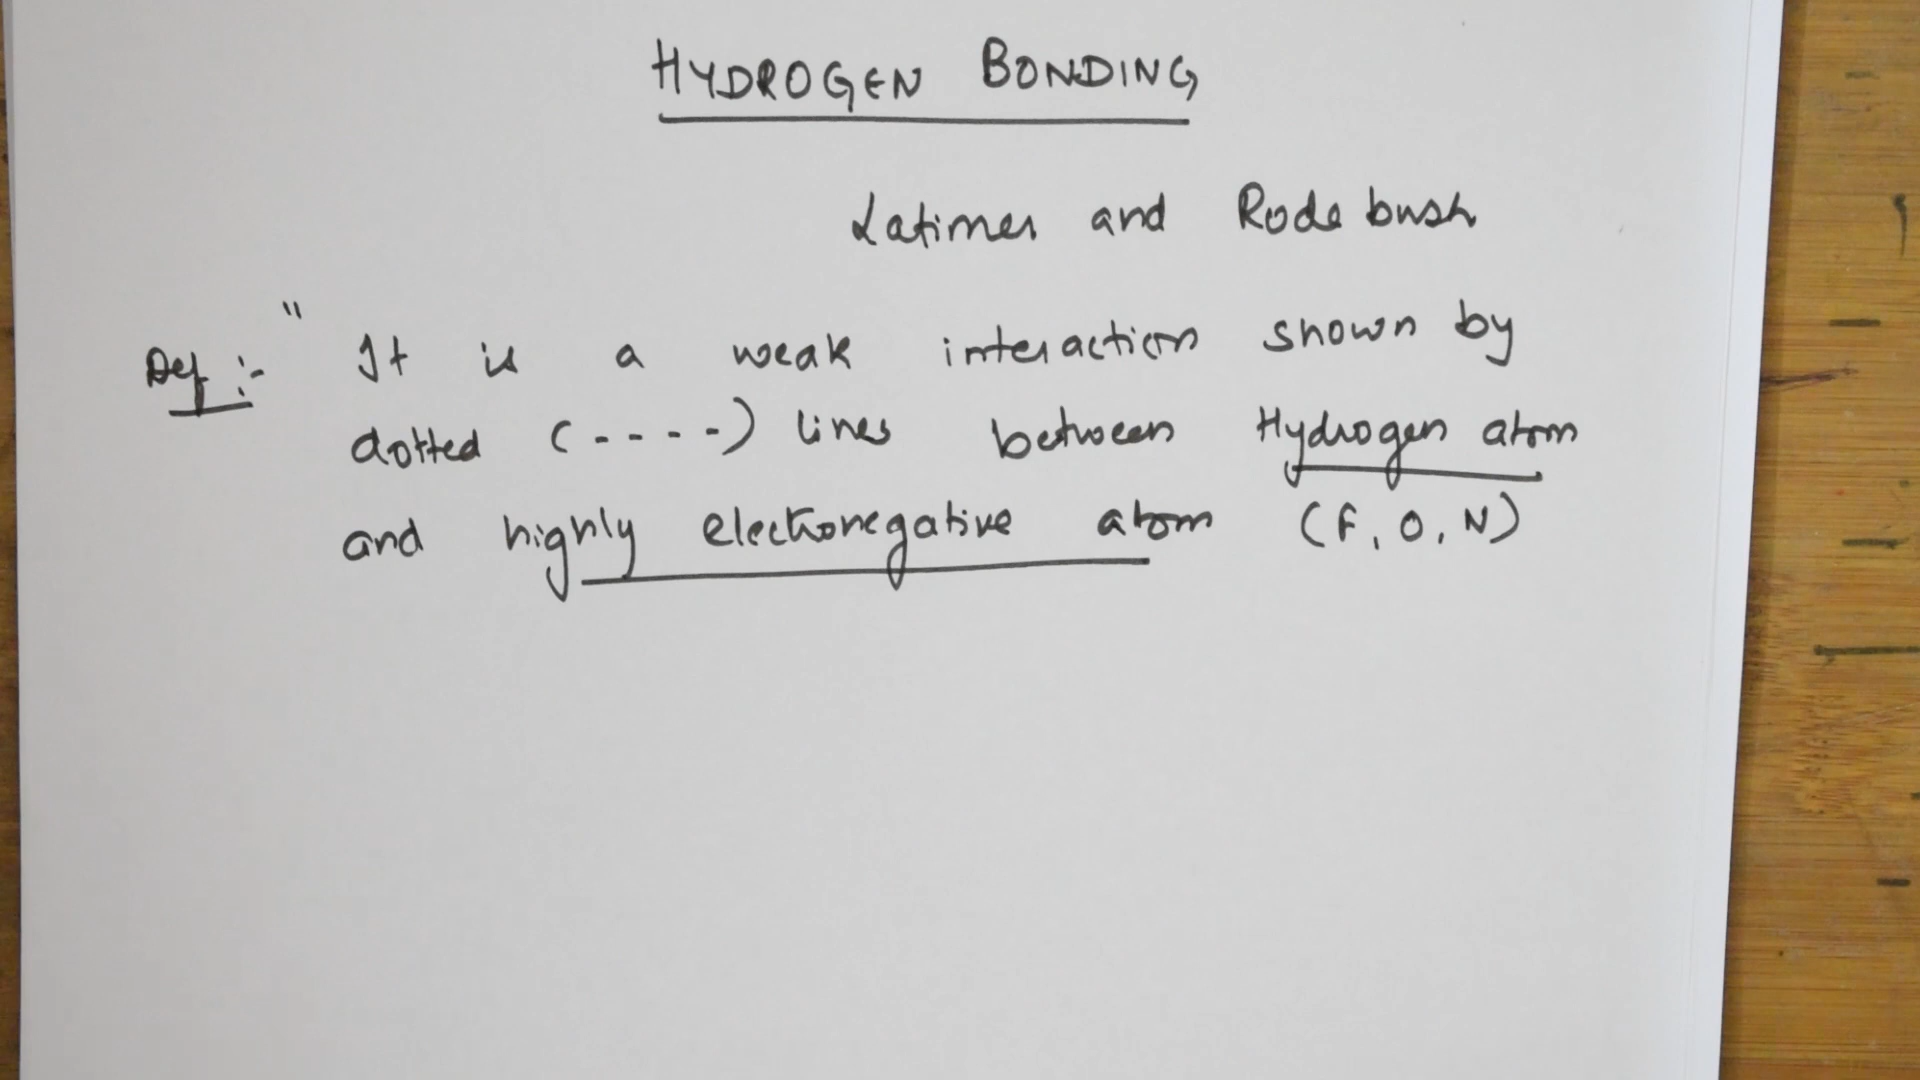 HYDROGEN BONDING
Latimer and Rodebush
Def :- " It is a weak interaction shown by
dotted (----) lines between Hydrogen atom
and highly electronegative atom (F, O, N)